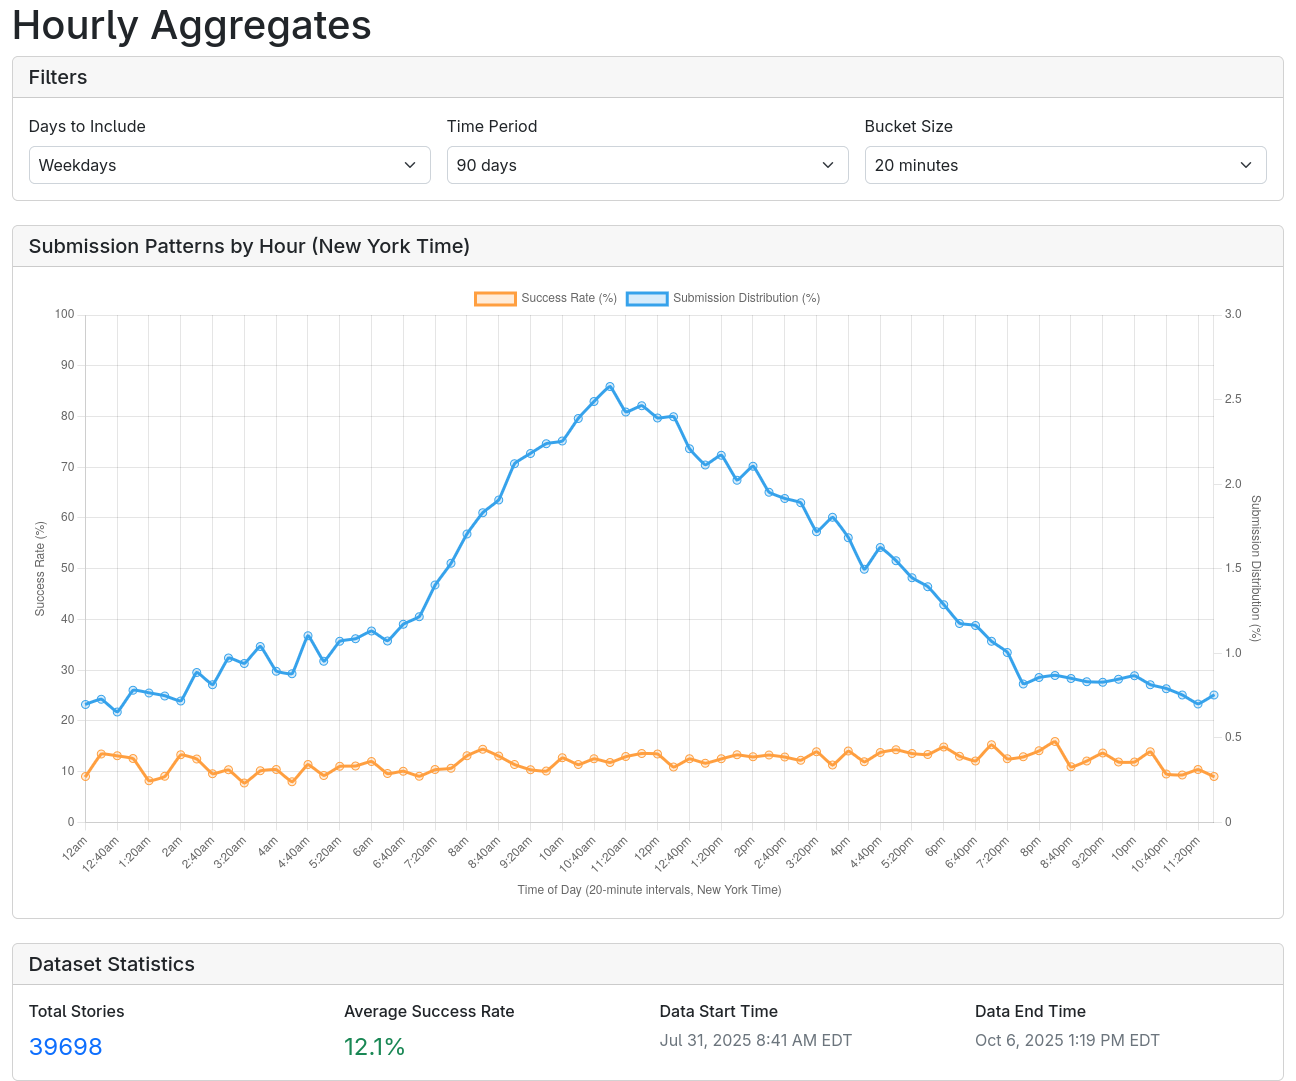 Hourly Aggregates
Filters
Days to Include Time Period Bucket Size
Weekdays 90 days 20 minutes
Submission Patterns by Hour (New York Time)
Success Rate (%) Submission Distribution (%)
100 3.0
90
80 2.5
70
60 2.0
50 1.5
40
30 1.0
20
10 0.5
0 0
Success Rate (%)
Submission Distribution (%)
12am 12:40am 1:20am 2am 2:40am 3:20am 4am 4:40am 5:20am 6am 6:40am 7:20am 8am 8:40am 9:20am 10am 10:40am 11:20am 12pm 12:40pm 1:20pm 2pm 2:40pm 3:20pm 4pm 4:40pm 5:20pm 6pm 6:40pm 7:20pm 8pm 8:40pm 9:20pm 10pm 10:40pm 11:20pm
Time of Day (20-minute intervals, New York Time)
Dataset Statistics
Total Stories Average Success Rate Data Start Time Data End Time
39698 12.1% Jul 31, 2025 8:41 AM EDT Oct 6, 2025 1:19 PM EDT